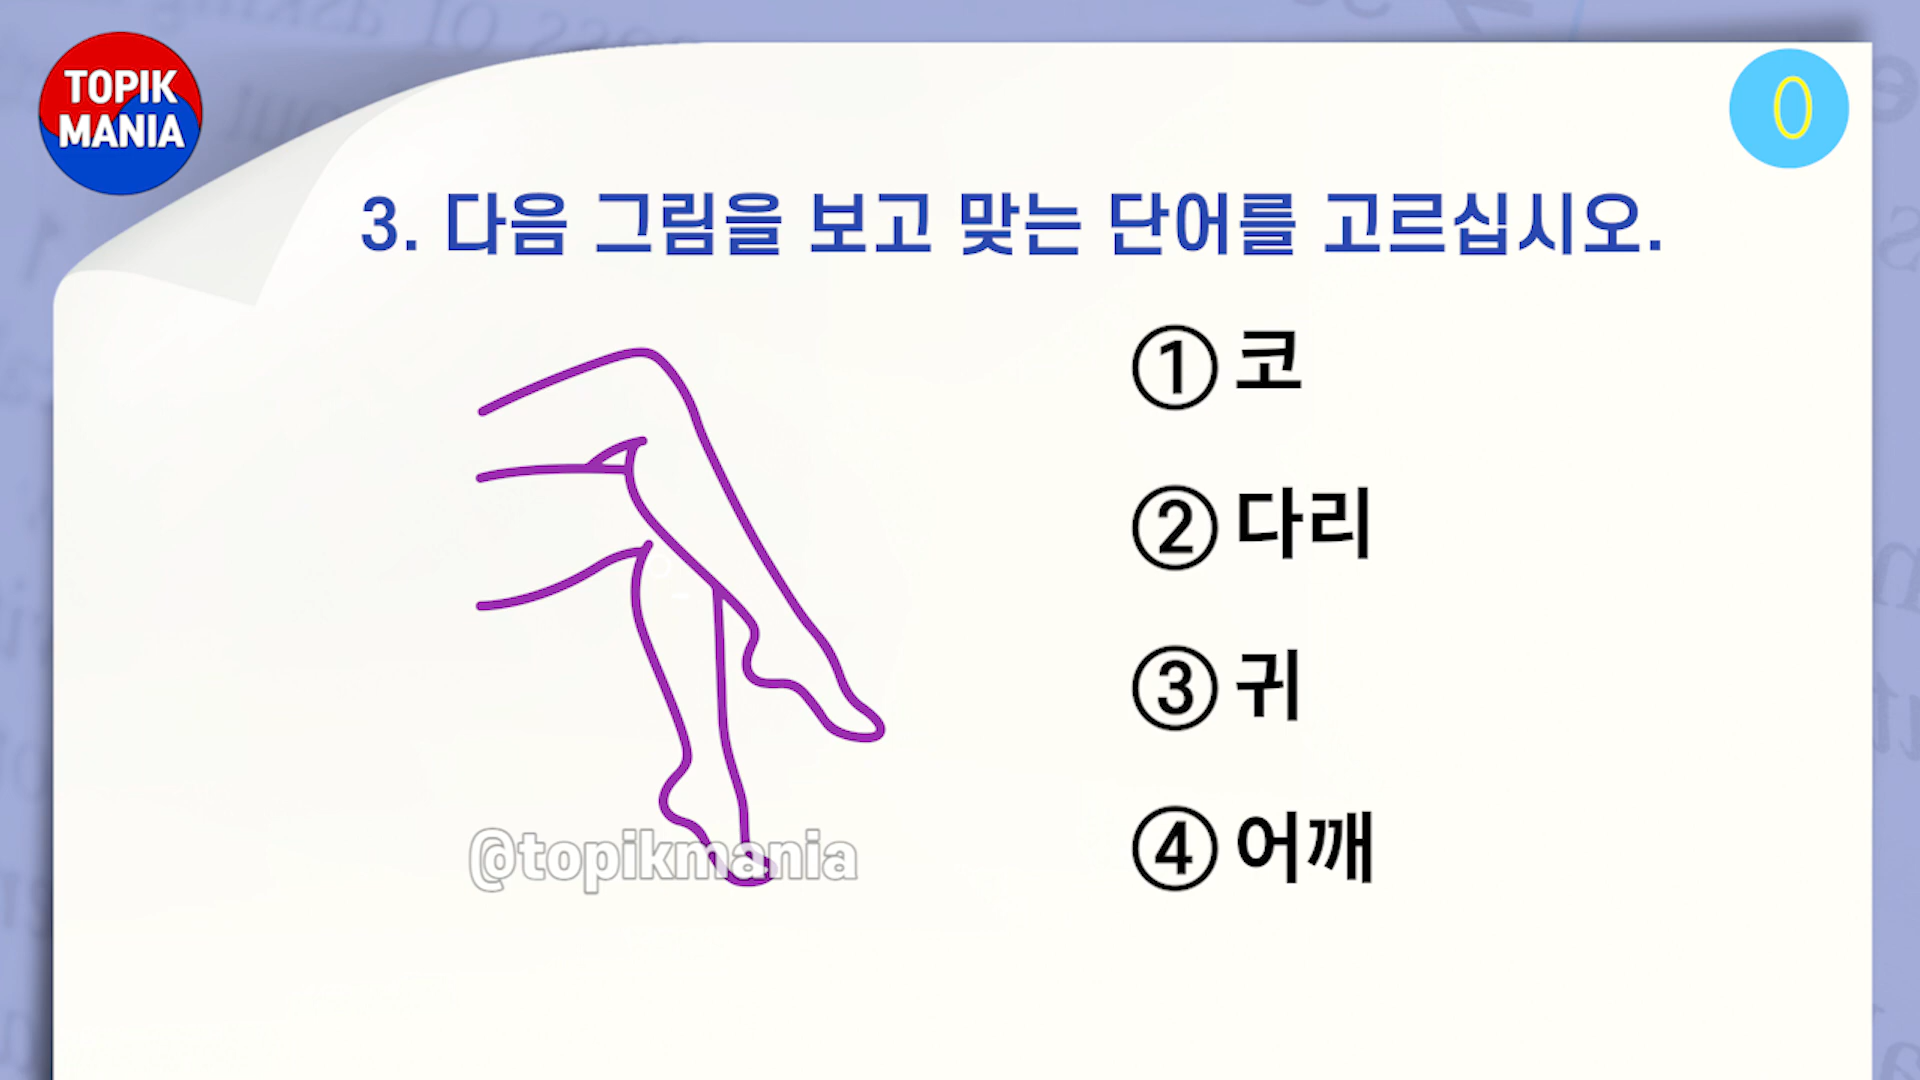 TOPIK
MANIA
0
3. 다음 그림을 보고 맞는 단어를 고르십시오.
① 코
② 다리
③ 귀
④ 어깨
@topikmania